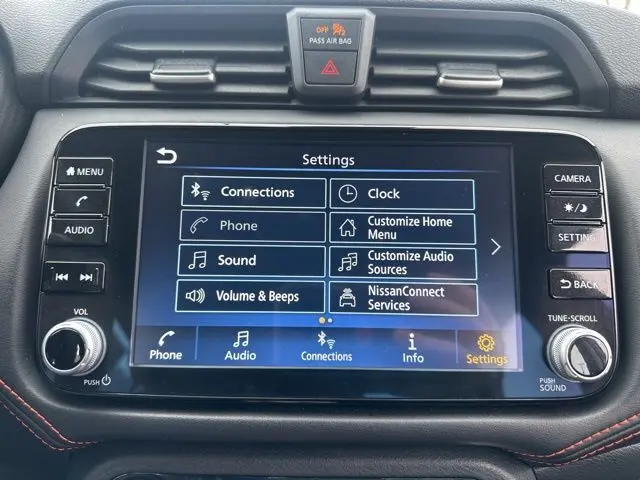 OFF 2
PASS AIR BAG
MENU
AUDIO
VOL
PUSH
Settings
Connections
Clock
Phone
Customize Home
Menu
Sound
Customize Audio
Sources
Volume & Beeps
NissanConnect
Services
Phone
Audio
Connections
Info
Settings
CAMERA
SETTING
BACK
TUNE-SCROLL
PUSH
SOUND